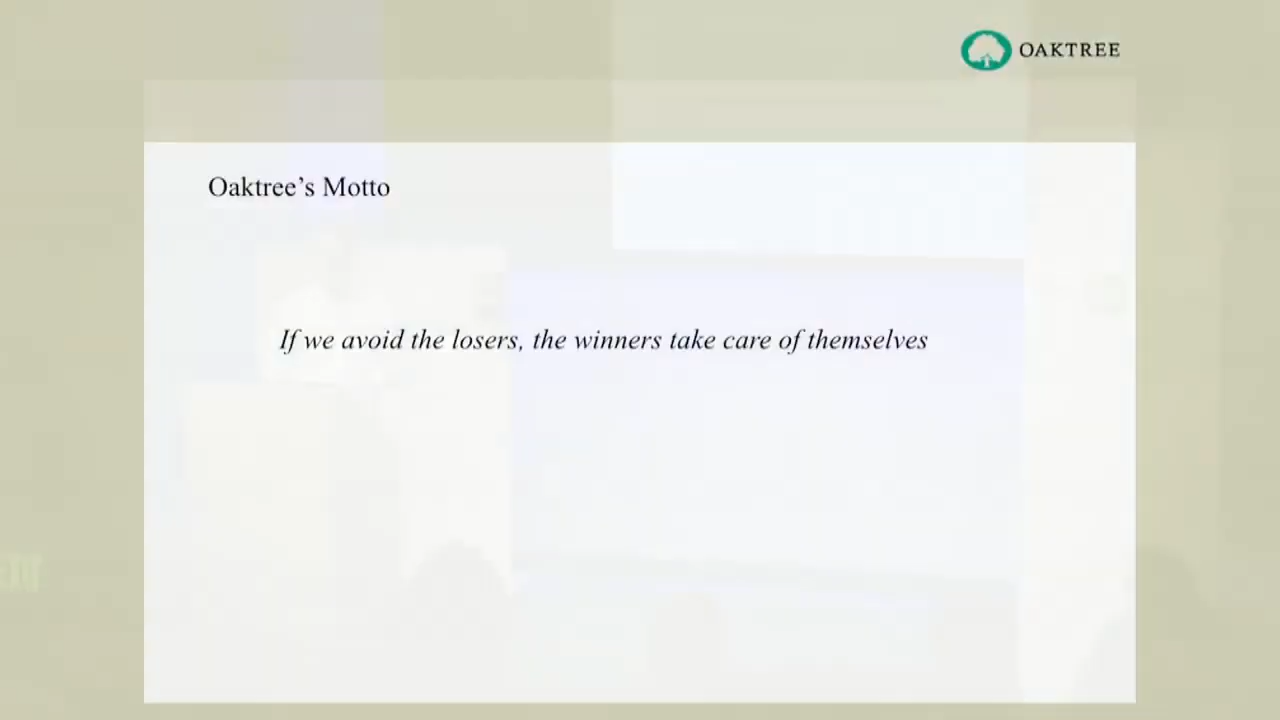 OAKTREE
Oaktree's Motto
If we avoid the losers, the winners take care of themselves